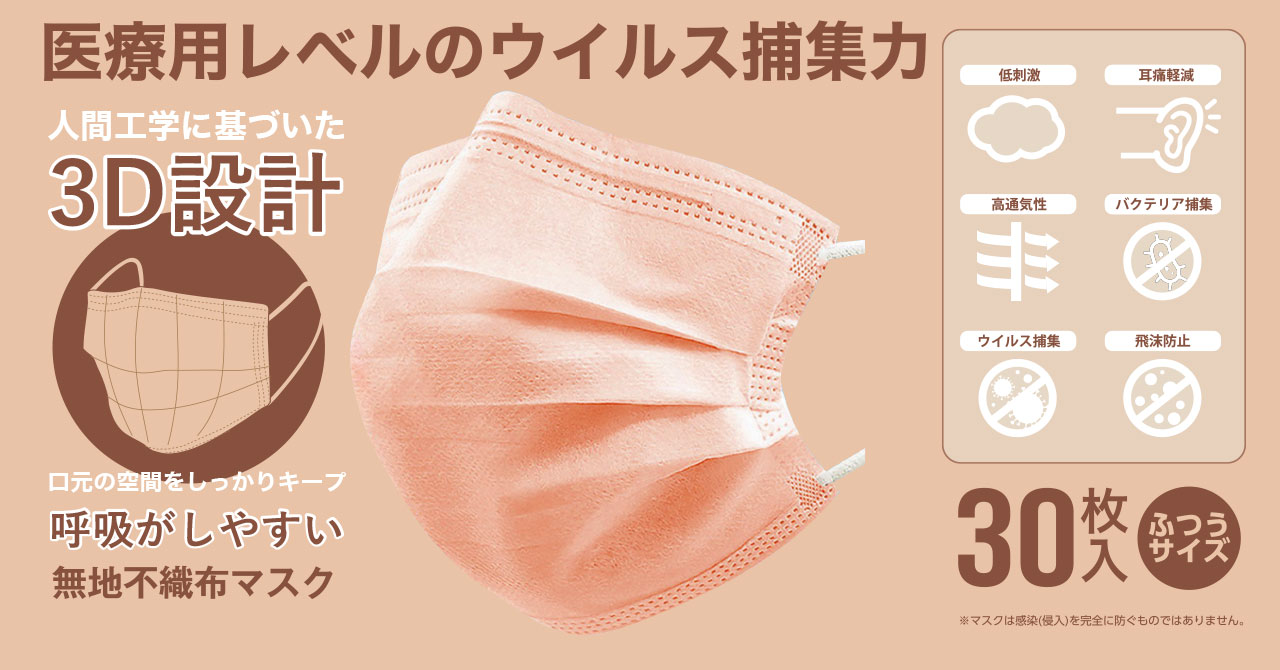 医療用レベルのウイルス捕集力
人間工学に基づいた
3D設計
口元の空間をしっかりキープ
呼吸がしやすい
無地不織布マスク
低刺激
耳痛軽減
高通気性
バクテリア捕集
ウイルス捕集
飛沫防止
30枚入
ふつう
サイズ
※マスクは感染(侵入)を完全に防ぐものではありません。